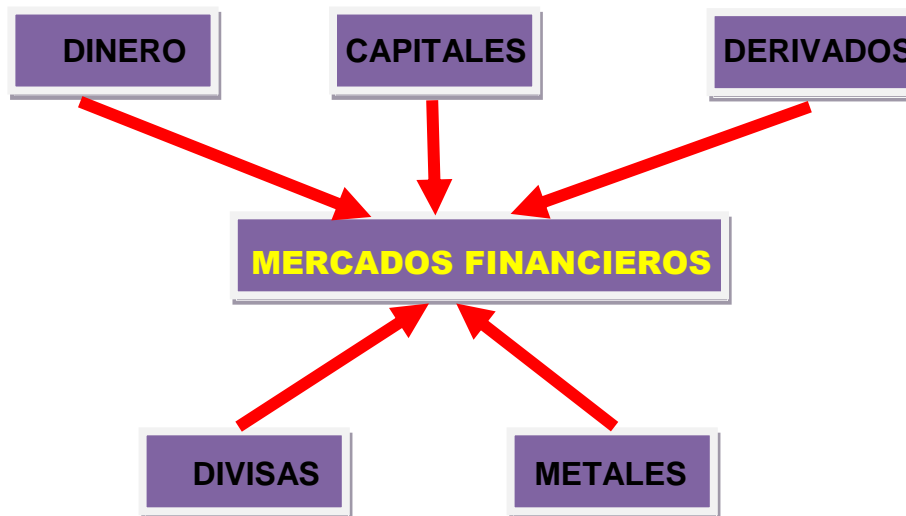 DINERO
CAPITALES
DERIVADOS
MERCADOS FINANCIEROS
DIVISAS
METALES